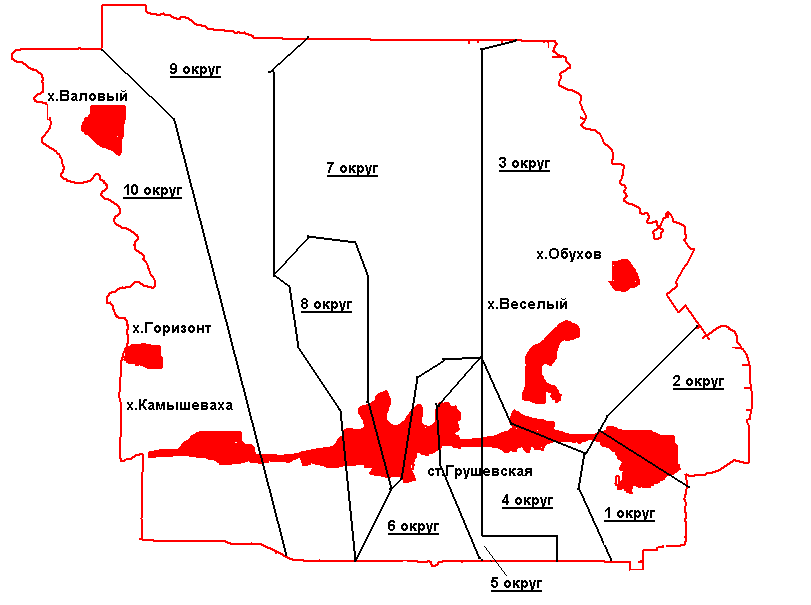 9 округ
х.Валовый
7 округ
3 округ
10 округ
х.Обухов
8 округ
х.Веселый
х.Горизонт
2 округ
х.Камышеваха
ст.Грушевская
4 округ
1 округ
6 округ
5 округ